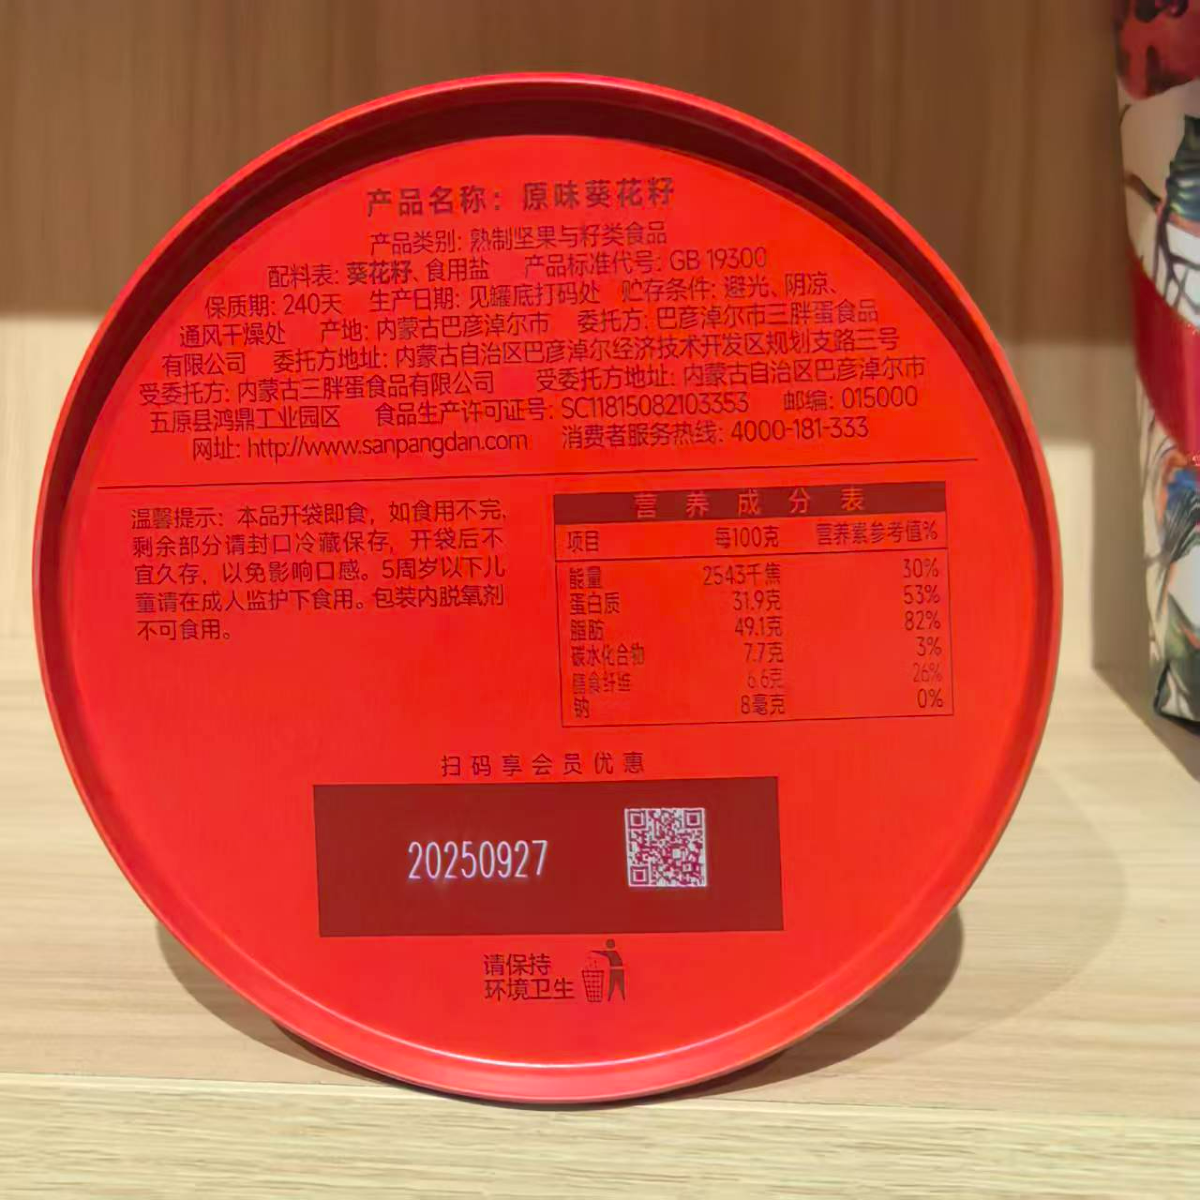 产品名称：原味葵花籽
产品类别: 熟制坚果与籽类食品
配料表: 葵花籽、食用盐 产品标准代号: GB 19300
保质期: 240天 生产日期: 见罐底打码处 贮存条件: 避光、阴凉、
通风干燥处 产地: 内蒙古巴彦淖尔市 委托方: 巴彦淖尔市三胖蛋食品
有限公司 委托方地址: 内蒙古自治区巴彦淖尔经济技术开发区规划支路三号
受委托方: 内蒙古三胖蛋食品有限公司 受委托方地址: 内蒙古自治区巴彦淖尔市
五原县鸿鼎工业园区 食品生产许可证号: SC11815082103353 邮编: 015000
网址: http://www.sanpangdan.com 消费者服务热线: 4000-181-333
温馨提示: 本品开袋即食，如食用不完，
剩余部分请封口冷藏保存，开袋后不
宜久存，以免影响口感。5周岁以下儿
童请在成人监护下食用。包装内脱氧剂
不可食用。
营养成分表
项目 每100克 营养素参考值%
能量 2543千焦 30%
蛋白质 31.9克 53%
脂肪 49.1克 82%
碳水化合物 7.7克 3%
膳食纤维 6.6克 26%
钠 8毫克 0%
扫码享会员优惠
20250927
请保持
环境卫生